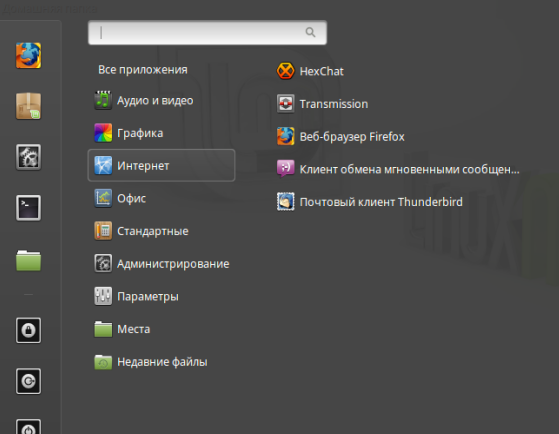 Все приложения
Аудио и видео
Графика
Интернет
Офис
Стандартные
Администрирование
Параметры
Места
Недавние файлы
HexChat
Transmission
Веб-браузер Firefox
Клиент обмена мгновенными сообщен...
Почтовый клиент Thunderbird